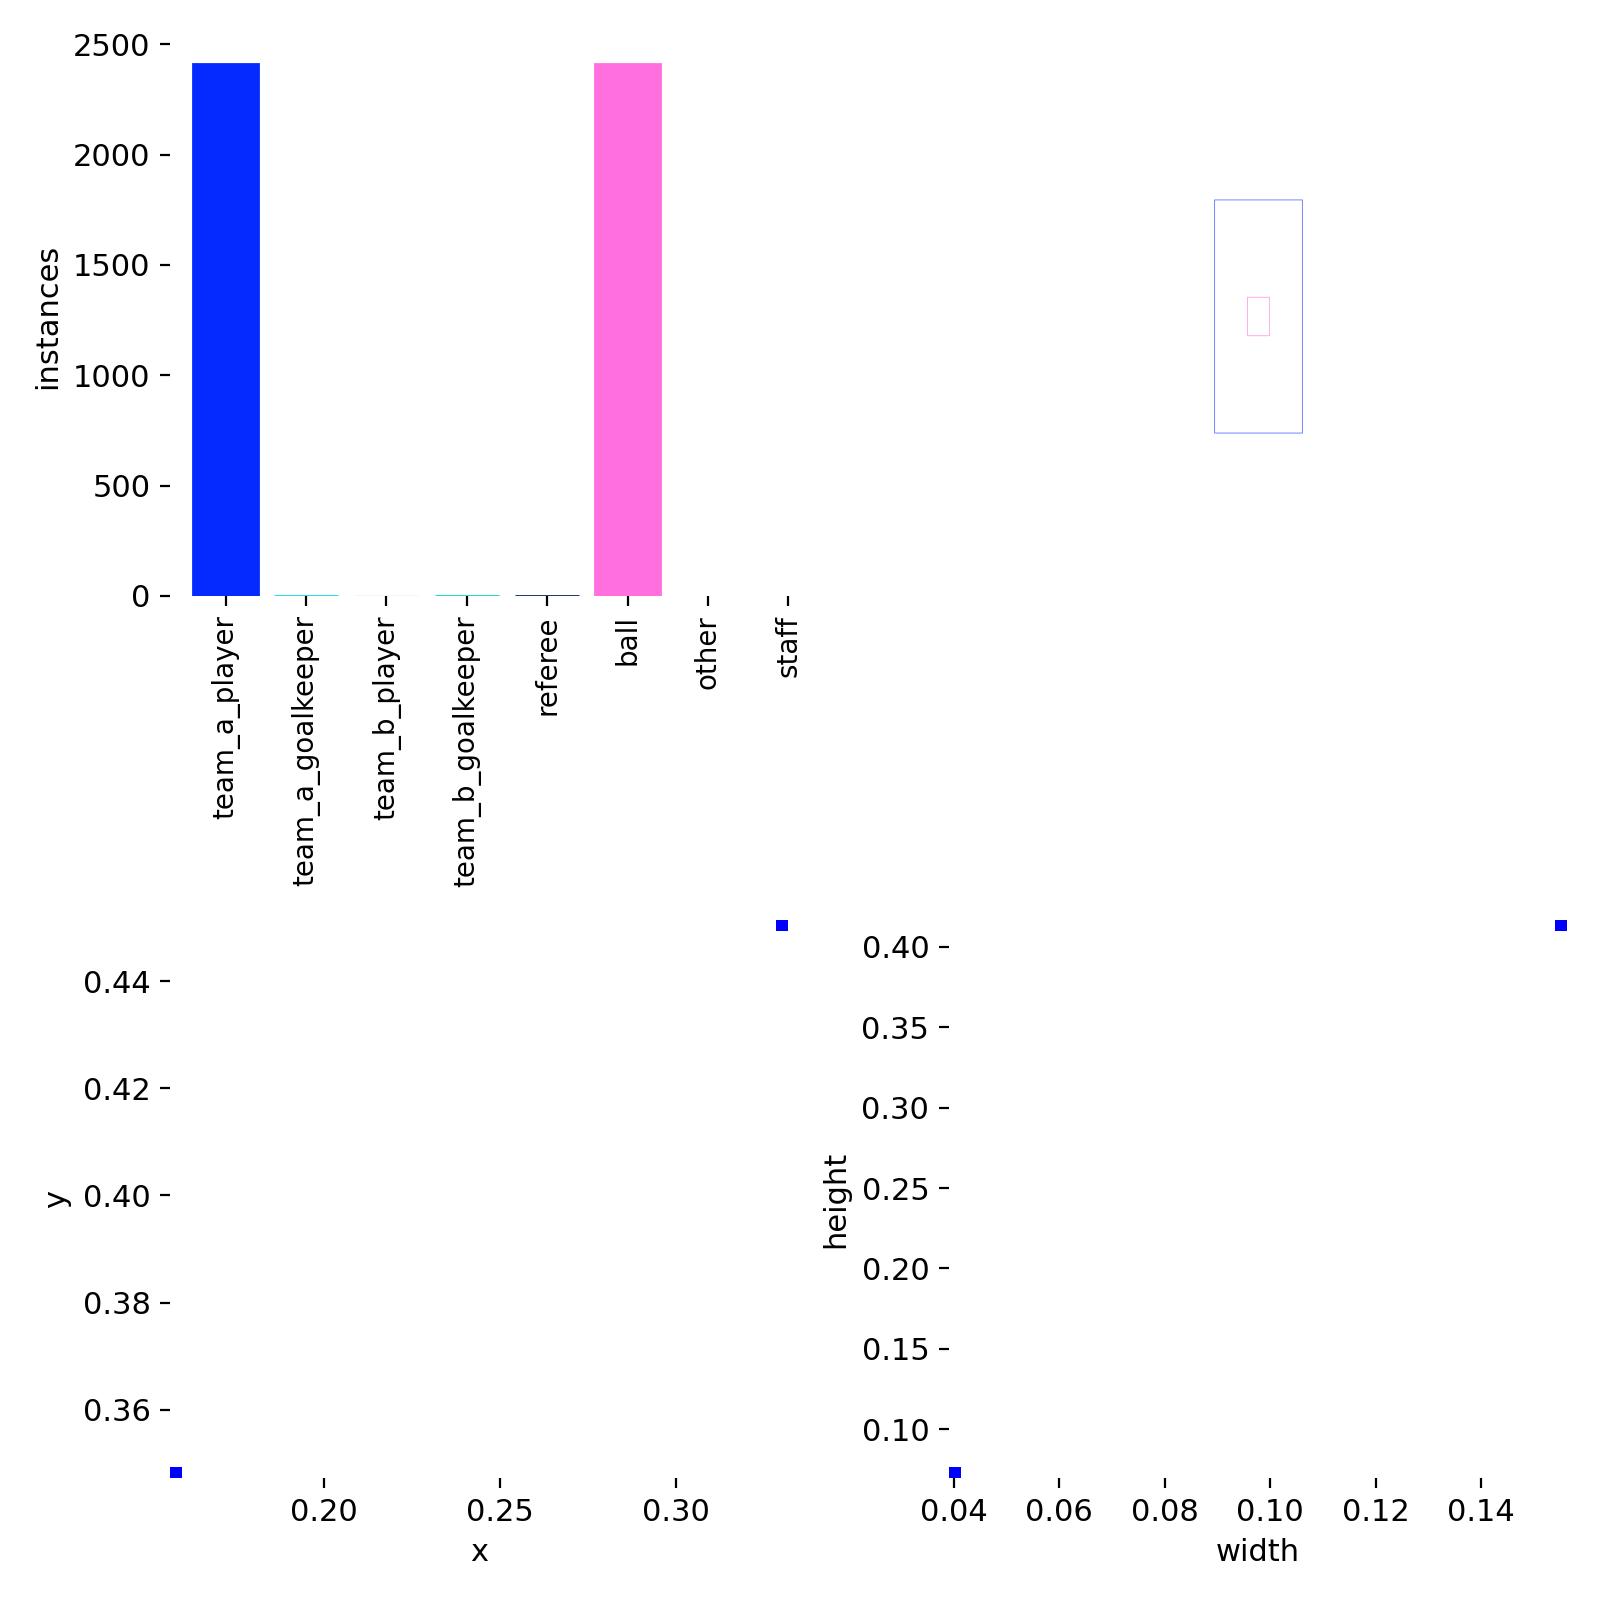 2500
2000
1500
1000
500
0
instances
team_a_player
team_a_goalkeeper
team_b_player
team_b_goalkeeper
referee
ball
other
staff
0.44
0.42
0.40
0.38
0.36
y
0.20 0.25 0.30
x
0.40
0.35
0.30
0.25
0.20
0.15
0.10
height
0.04 0.06 0.08 0.10 0.12 0.14
width